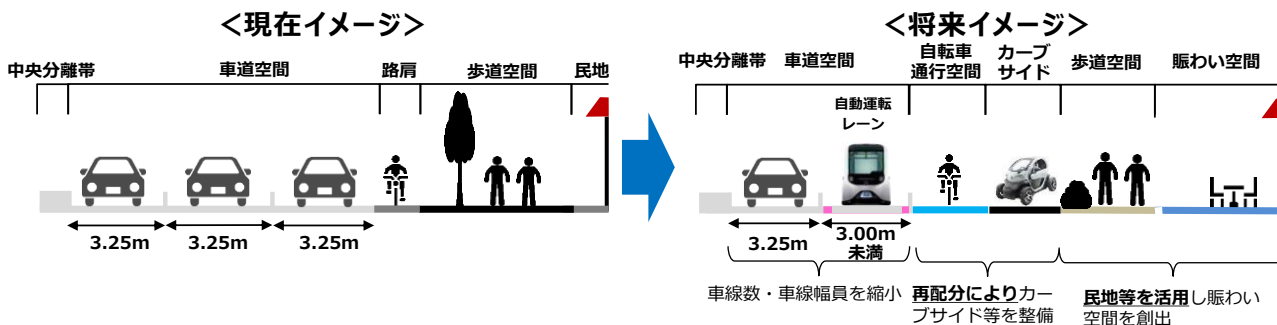 ＜現在イメージ＞
中央分離帯 車道空間 路肩 歩道空間 民地
3.25m 3.25m 3.25m
＜将来イメージ＞
中央分離帯 車道空間 自転車通行空間 カーブサイド 歩道空間 賑わい空間
自動運転
レーン
3.25m 3.00m
未満
車線数・車線幅員を縮小
再配分によりカー
ブサイド等を整備
民地等を活用し賑わい
空間を創出